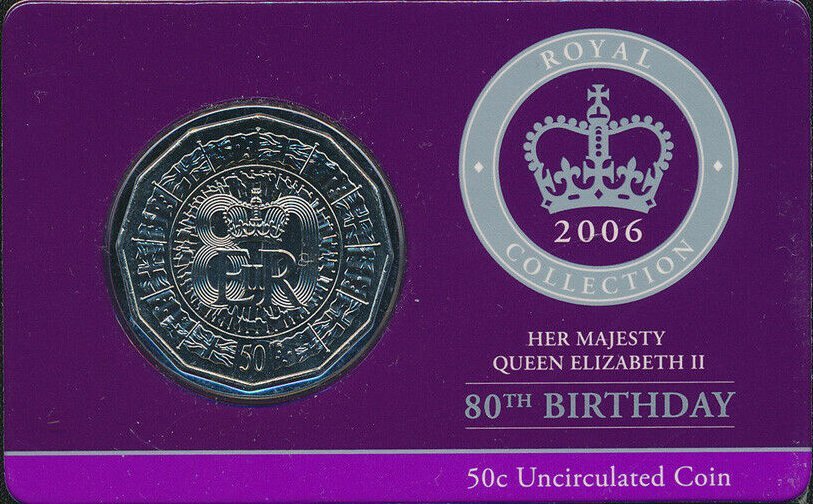 ROYAL
2006
COLLECTION
HER MAJESTY
QUEEN ELIZABETH II
80TH BIRTHDAY
50c Uncirculated Coin
EIIR
50